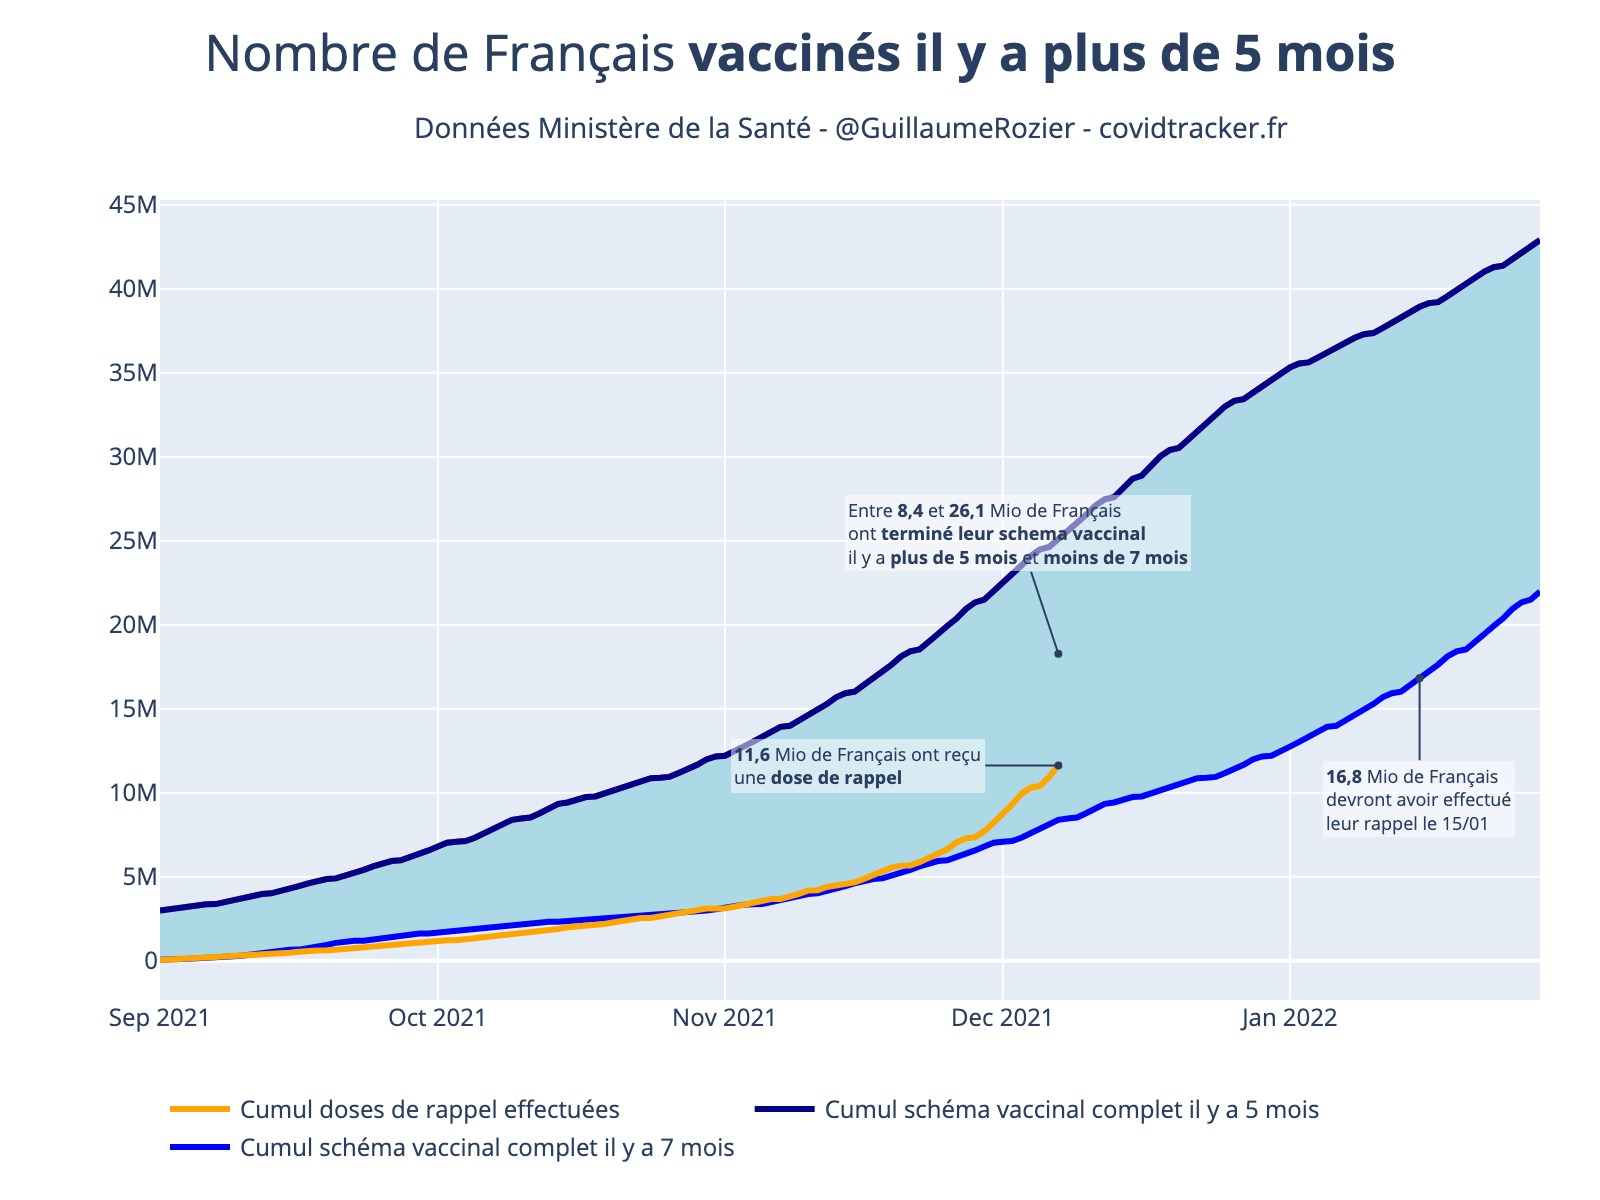 Nombre de Français vaccinés il y a plus de 5 mois
Données Ministère de la Santé - @GuillaumeRozier - covidtracker.fr
45M
40M
35M
30M
25M
20M
15M
10M
5M
0
Entre 8,4 et 26,1 Mio de Français
ont terminé leur schema vaccinal
il y a plus de 5 mois et moins de 7 mois
11,6 Mio de Français ont reçu
une dose de rappel
16,8 Mio de Français
devront avoir effectué
leur rappel le 15/01
Sep 2021
Oct 2021
Nov 2021
Dec 2021
Jan 2022
Cumul doses de rappel effectuées
Cumul schéma vaccinal complet il y a 5 mois
Cumul schéma vaccinal complet il y a 7 mois